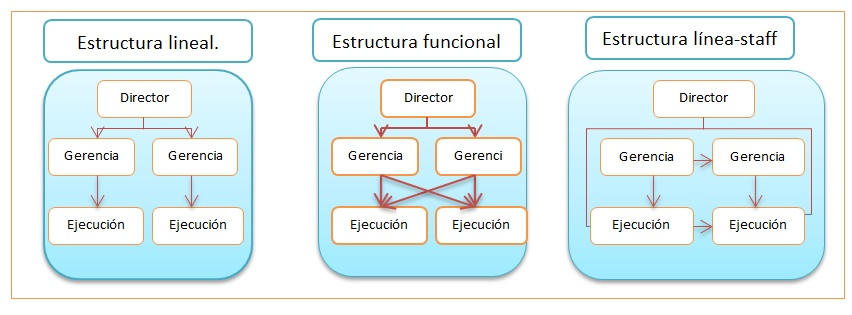 Estructura lineal.
Director
Gerencia
Gerencia
Ejecución
Ejecución
Estructura funcional
Director
Gerencia
Gerenci
Ejecución
Ejecución
Estructura línea-staff
Director
Gerencia
Gerencia
Ejecución
Ejecución